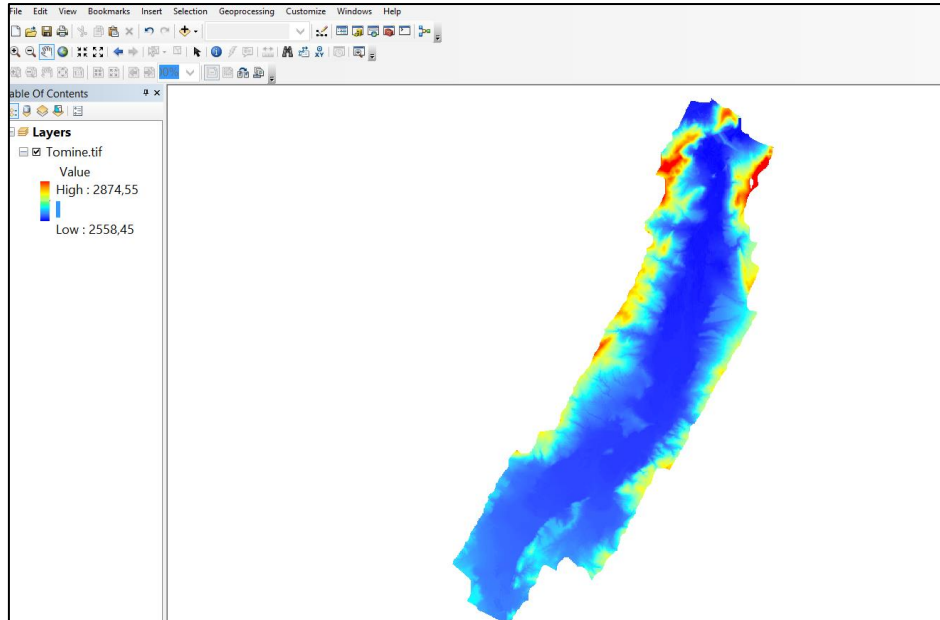 File Edit View Bookmarks Insert Selection Geoprocessing Customize Windows Help
able Of Contents
Layers
Tomine.tif
Value
High : 2874,55
Low : 2558,45